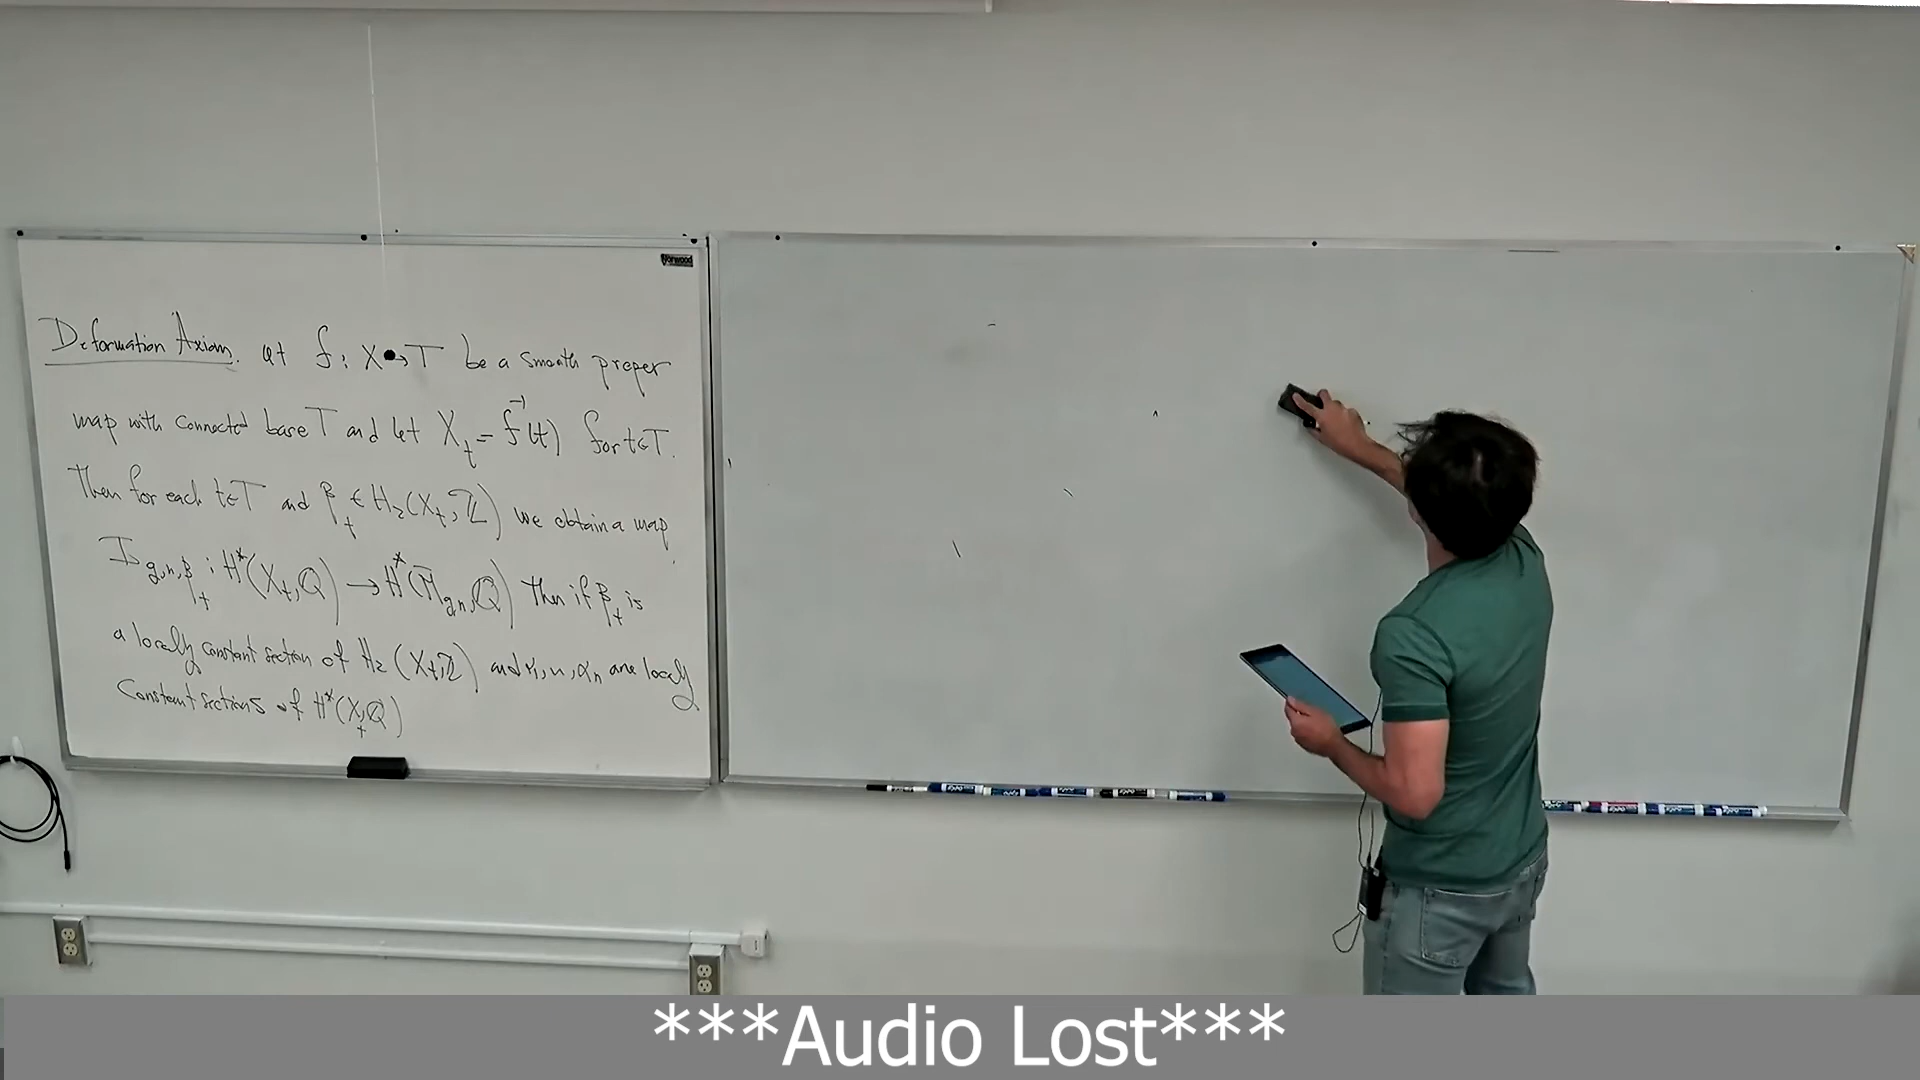 Norwood
Deformation Axiom. Let f : X → T be a smooth proper
map with connected base T and let X_t = f^{-1}(t) for t ∈ T.
Then for each t ∈ T and β_t ∈ H_2(X_t, ℤ) we obtain a map
I_{g,n,β_t} : H^*(X_t, ℚ) → H^*(M̄_{g,n}, ℚ) Then if β_t is
a locally constant section of H_2(X_t, ℤ) and α_1, .., α_n are locally
constant sections of H^*(X_t, ℚ)
***Audio Lost***